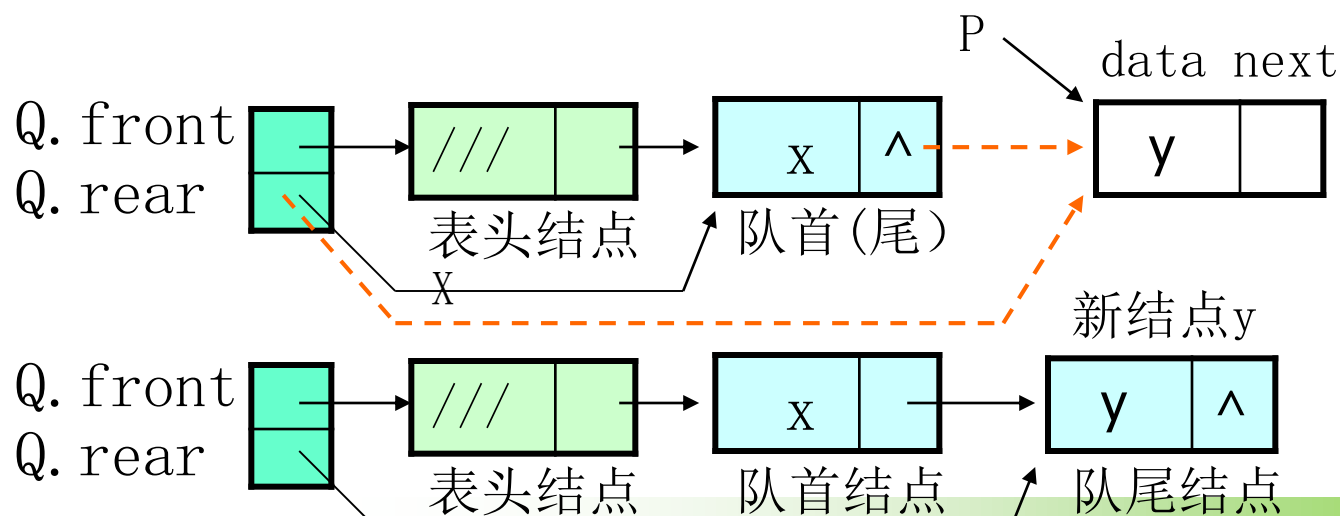 P
data next
Q.front
/// x ^ y
Q.rear
表头结点 队首(尾）
X
新结点y
Q.front
/// x y ^
Q.rear
表头结点 队首结点 队尾结点